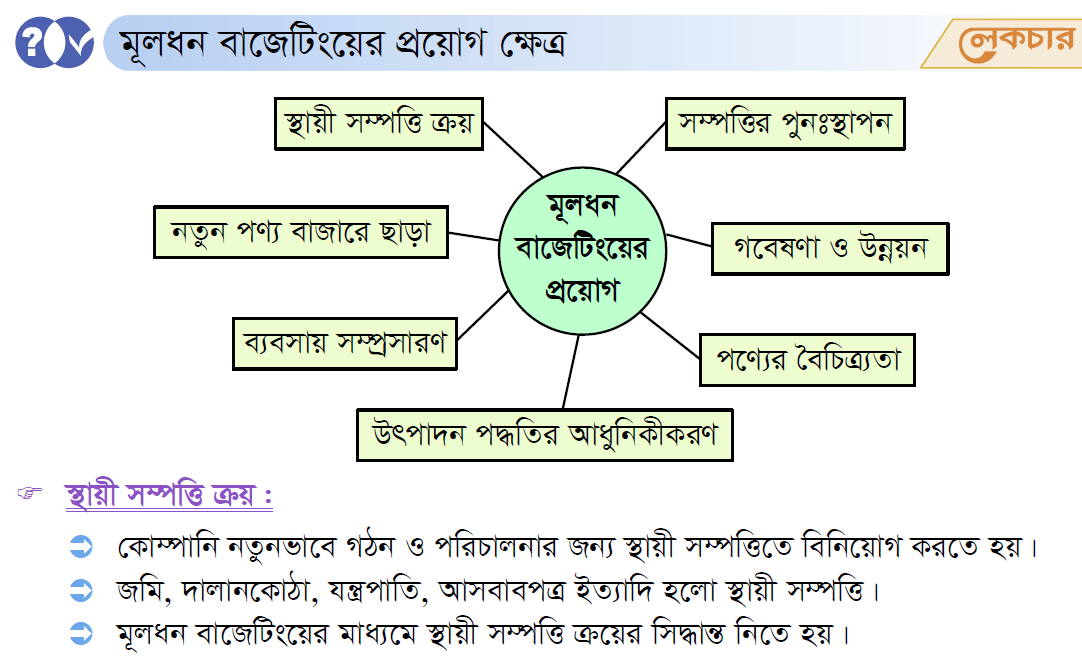 ?
মূলধন বাজেটিংয়ের প্রয়োগ ক্ষেত্র
লেকচার
স্থায়ী সম্পত্তি ক্রয়
সম্পত্তির পুনঃস্থাপন
নতুন পণ্য বাজারে ছাড়া
মূলধন
বাজেটিংয়ের
প্রয়োগ
গবেষণা ও উন্নয়ন
ব্যবসায় সম্প্রসারণ
পণ্যের বৈচিত্র্যতা
উৎপাদন পদ্ধতির আধুনিকীকরণ
স্থায়ী সম্পত্তি ক্রয় :
কোম্পানি নতুনভাবে গঠন ও পরিচালনার জন্য স্থায়ী সম্পত্তিতে বিনিয়োগ করতে হয়।
জমি, দালানকোঠা, যন্ত্রপাতি, আসবাবপত্র ইত্যাদি হলো স্থায়ী সম্পত্তি।
মূলধন বাজেটিংয়ের মাধ্যমে স্থায়ী সম্পত্তি ক্রয়ের সিদ্ধান্ত নিতে হয়।